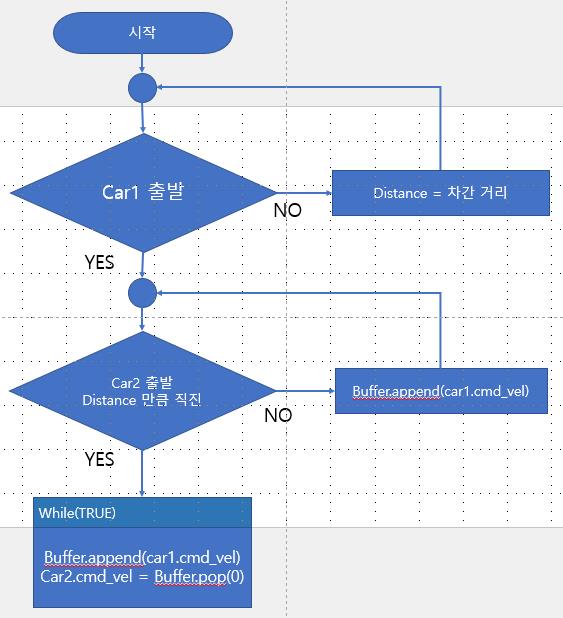 시작
Car1 출발
Distance = 차간 거리
NO
YES
Car2 출발
Distance 만큼 직진
Buffer.append(car1.cmd_vel)
NO
YES
While(TRUE)
Buffer.append(car1.cmd_vel)
Car2.cmd_vel = Buffer.pop(0)